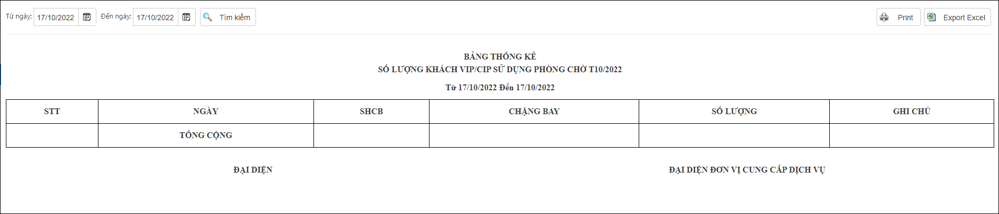 Từ ngày: 17/10/2022 Đến ngày: 17/10/2022 Tìm kiếm Print Export Excel
BẢNG THỐNG KÊ
SỐ LƯỢNG KHÁCH VIP/CIP SỬ DỤNG PHÒNG CHỜ T10/2022
Từ 17/10/2022 Đến 17/10/2022
STT NGÀY SHCB CHẶNG BAY SỐ LƯỢNG GHI CHÚ
TỔNG CỘNG
ĐẠI DIỆN ĐẠI DIỆN ĐƠN VỊ CUNG CẤP DỊCH VỤ